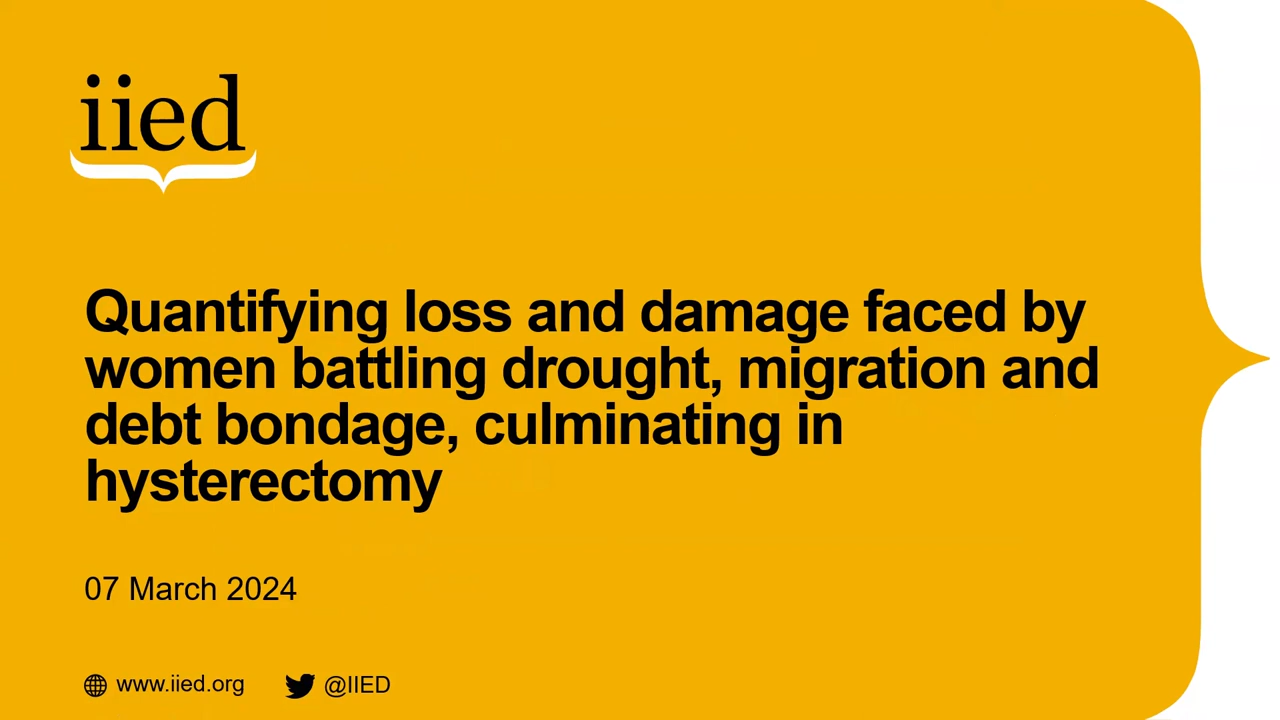 iied
Quantifying loss and damage faced by
women battling drought, migration and
debt bondage, culminating in
hysterectomy
07 March 2024
www.iied.org @IIED